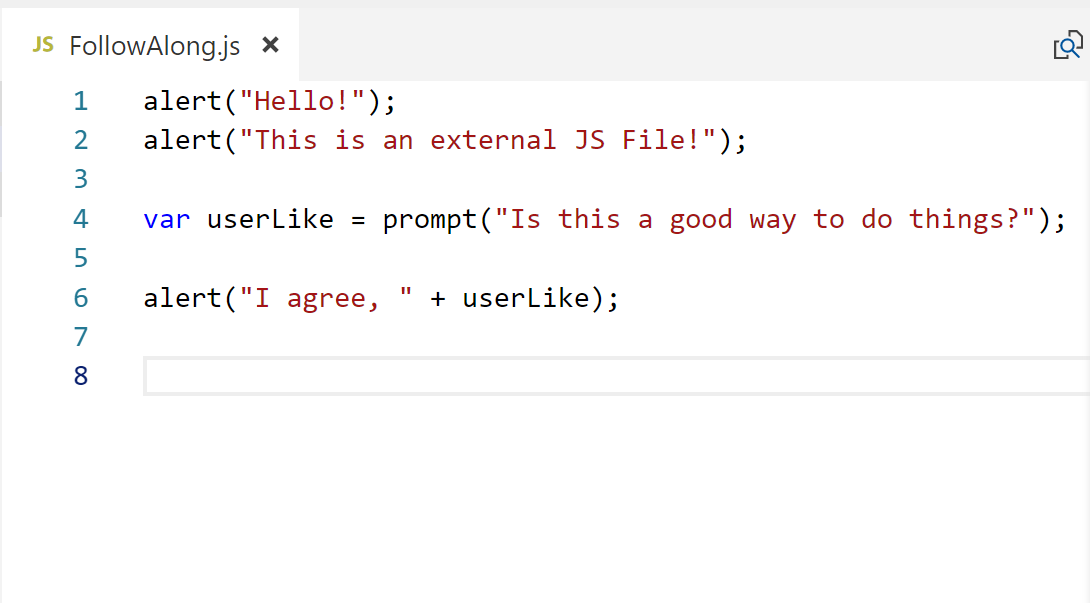 JS FollowAlong.js ×
1 alert("Hello!");
2 alert("This is an external JS File!");
3
4 var userLike = prompt("Is this a good way to do things?");
5
6 alert("I agree, " + userLike);
7
8